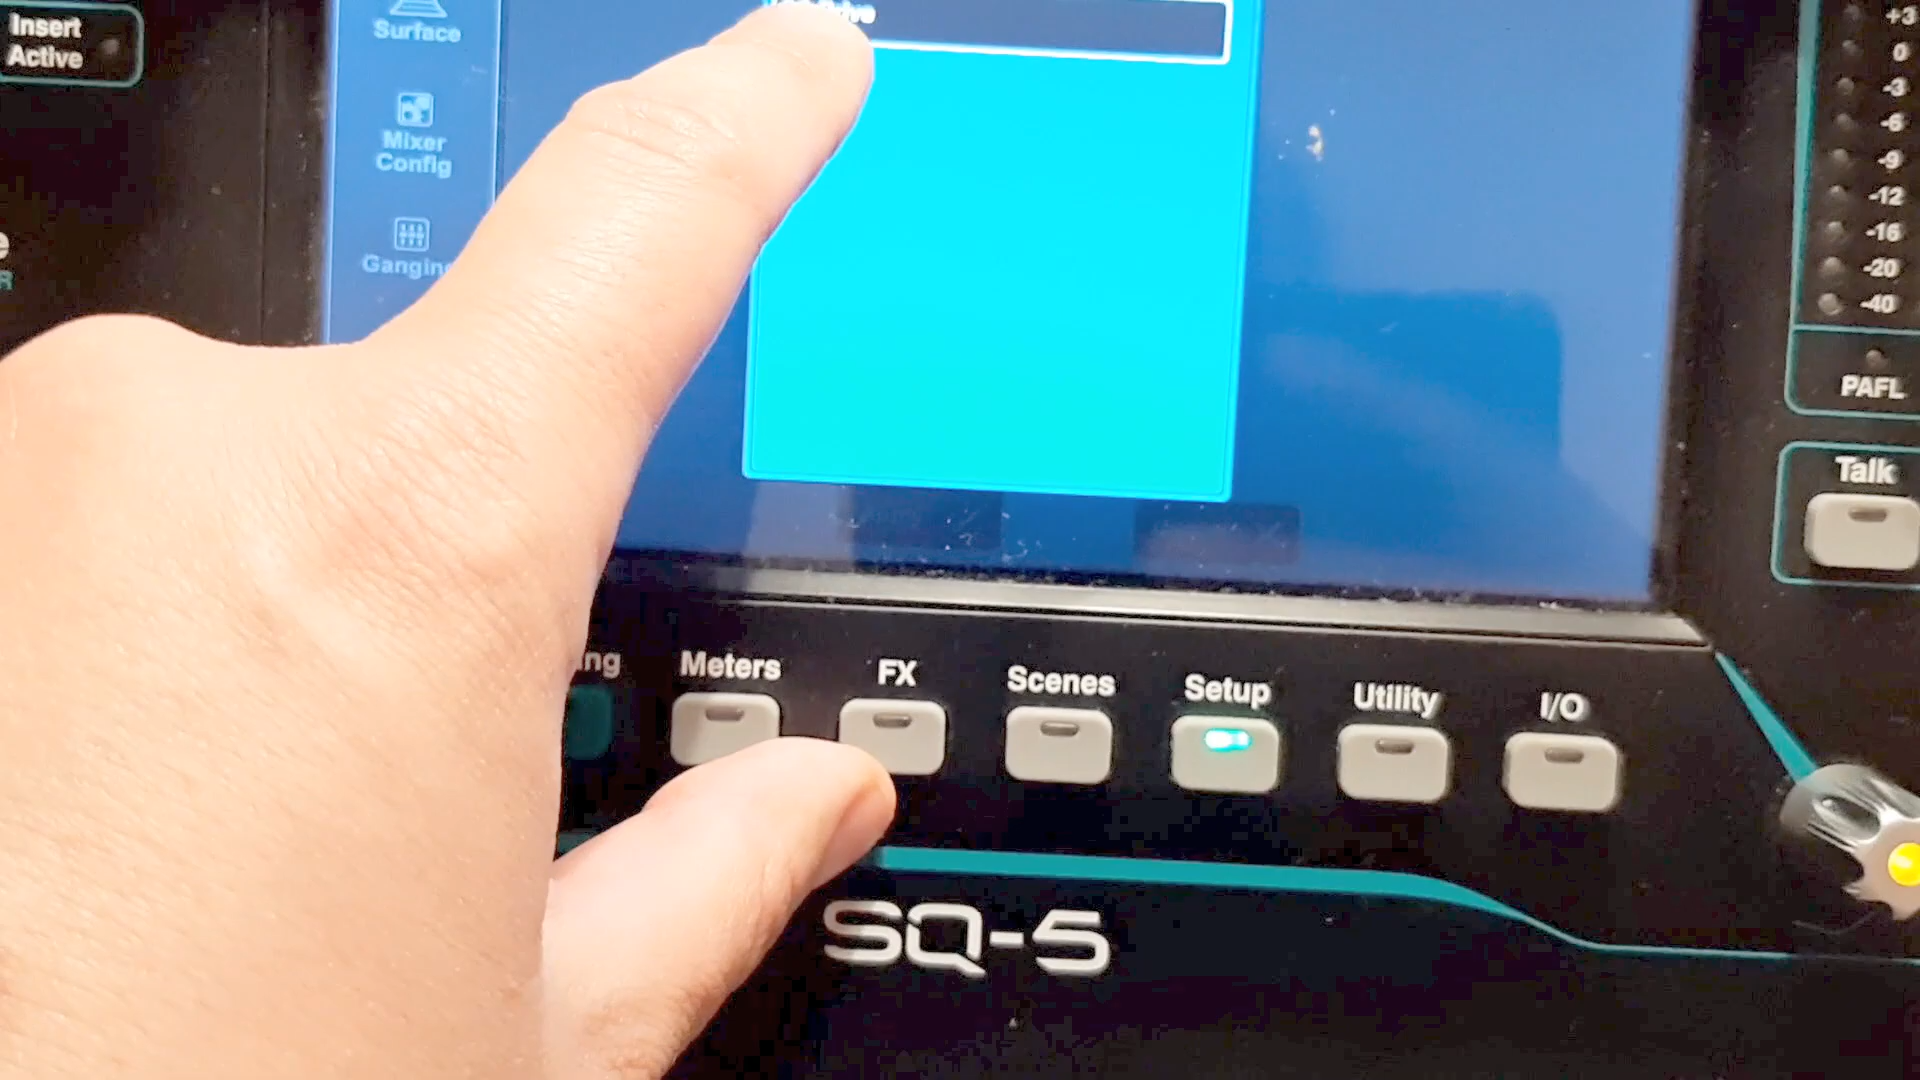 Insert
Active
Surface
Mixer
Config
Ganging
+3
0
-3
-6
-9
-12
-16
-20
-40
PAFL
Talk
Meters
FX
Scenes
Setup
Utility
I/O
SQ-5